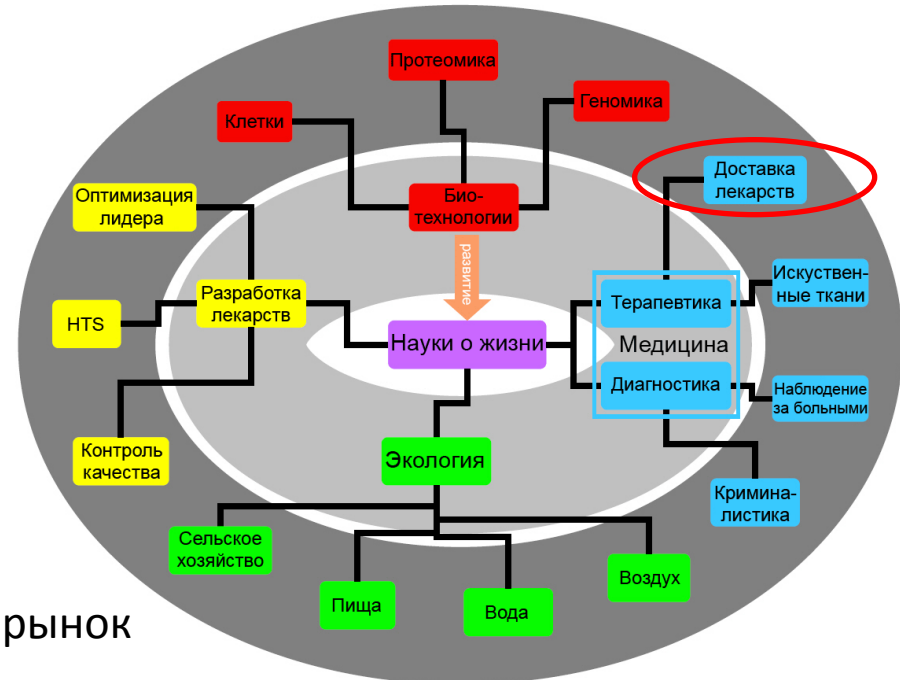 Протеомика
Клетки
Геномика
Био-
технологии
Доставка
лекарств
Оптимизация
лидера
развитие
Разработка
лекарств
HTS
Терапевтика
Искуствен-
ные ткани
Науки о жизни
Медицина
Диагностика
Наблюдение
за больными
Контроль
качества
Экология
Кримина-
листика
Сельское
хозяйство
Пища
Вода
Воздух
рынок